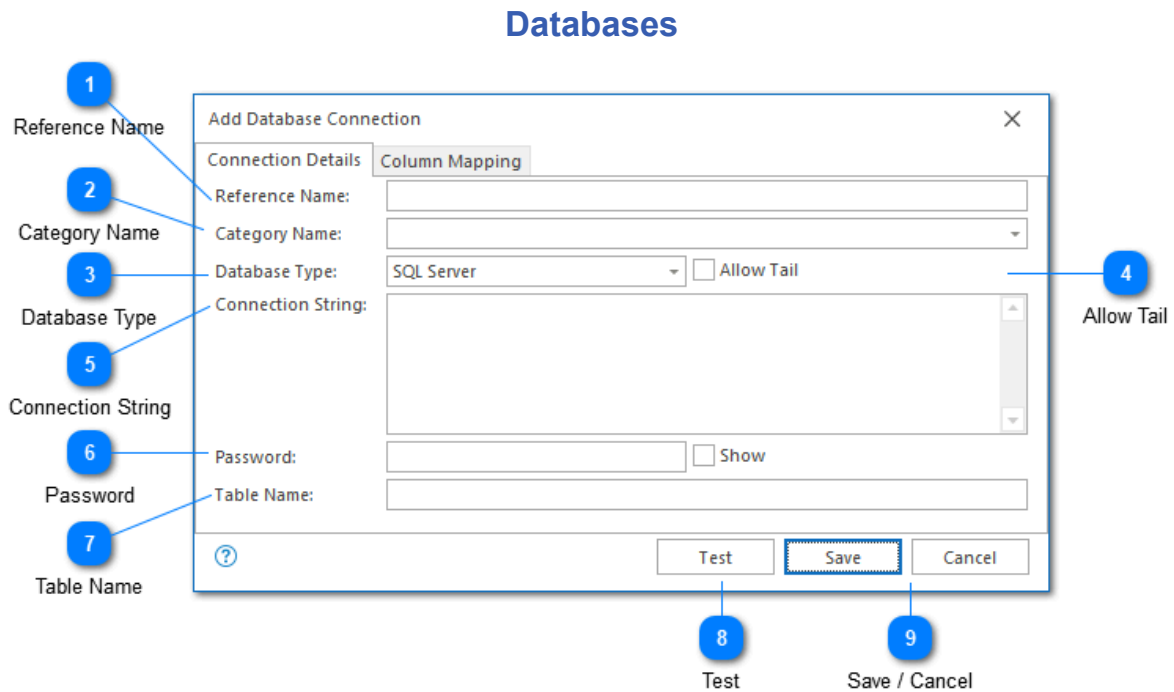 Databases
1
Reference Name
2
Category Name
3
Database Type
5
Connection String
6
Password
7
Table Name
Add Database Connection
Connection Details Column Mapping
Reference Name:
Category Name:
Database Type: SQL Server Allow Tail
Connection String:
Password: Show
Table Name:
? Test Save Cancel
4
Allow Tail
8
Test
9
Save / Cancel